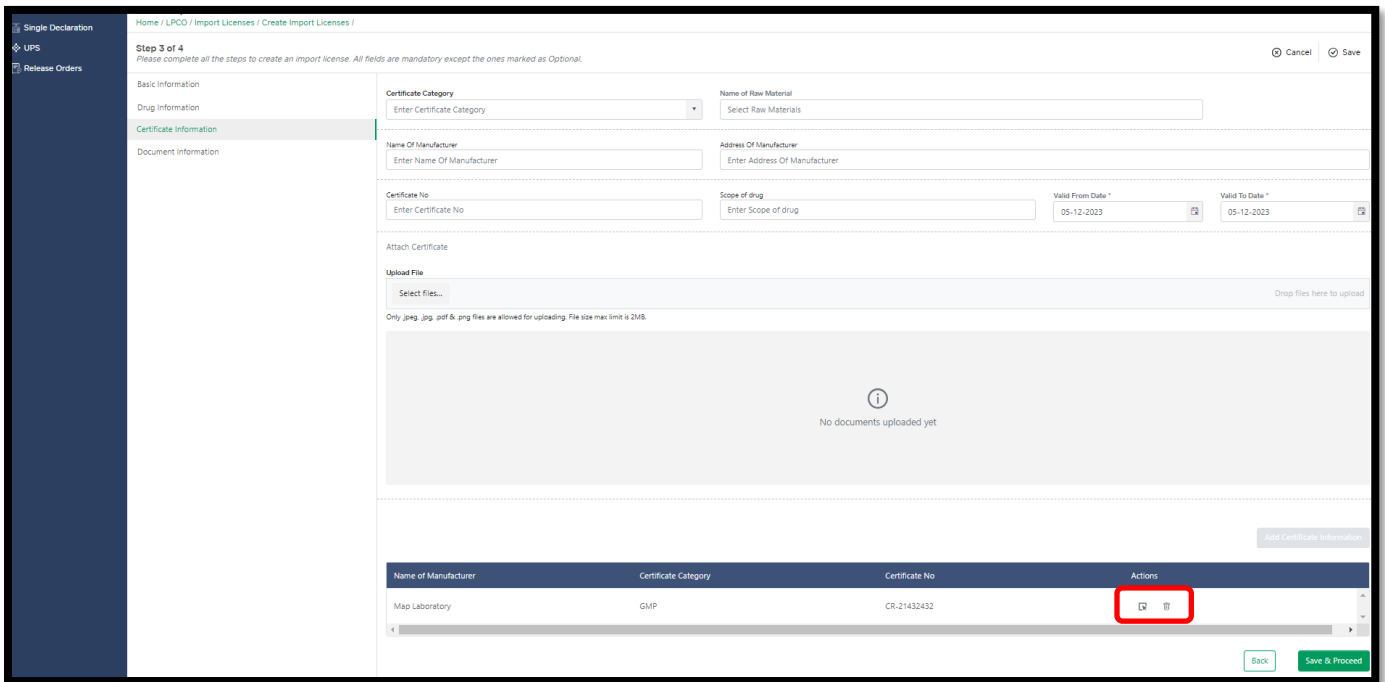 Single Declaration
UPS
Release Orders
Home / LPCO / Import Licenses / Create Import Licenses /
Step 3 of 4
Please complete all the steps to create an import license. All fields are mandatory except the ones marked as Optional.
Cancel
Save
Basic Information
Drug Information
Certificate Information
Document Information
Certificate Category
Name of Raw Material
Enter Certificate Category
Select Raw Materials
Name Of Manufacturer
Address Of Manufacturer
Enter Name Of Manufacturer
Enter Address Of Manufacturer
Certificate No
Scope of drug
Valid From Date *
Valid To Date *
Enter Certificate No
Enter Scope of drug
05-12-2023
05-12-2023
Attach Certificate
Upload File
Select files...
Drop files here to upload
Only .jpeg, .jpg, .pdf & .png files are allowed for uploading. File size max limit is 2MB.
No documents uploaded yet
Add Certificate Information
Name of Manufacturer
Certificate Category
Certificate No
Actions
Map Laboratory
GMP
CR-21432432
Back
Save & Proceed